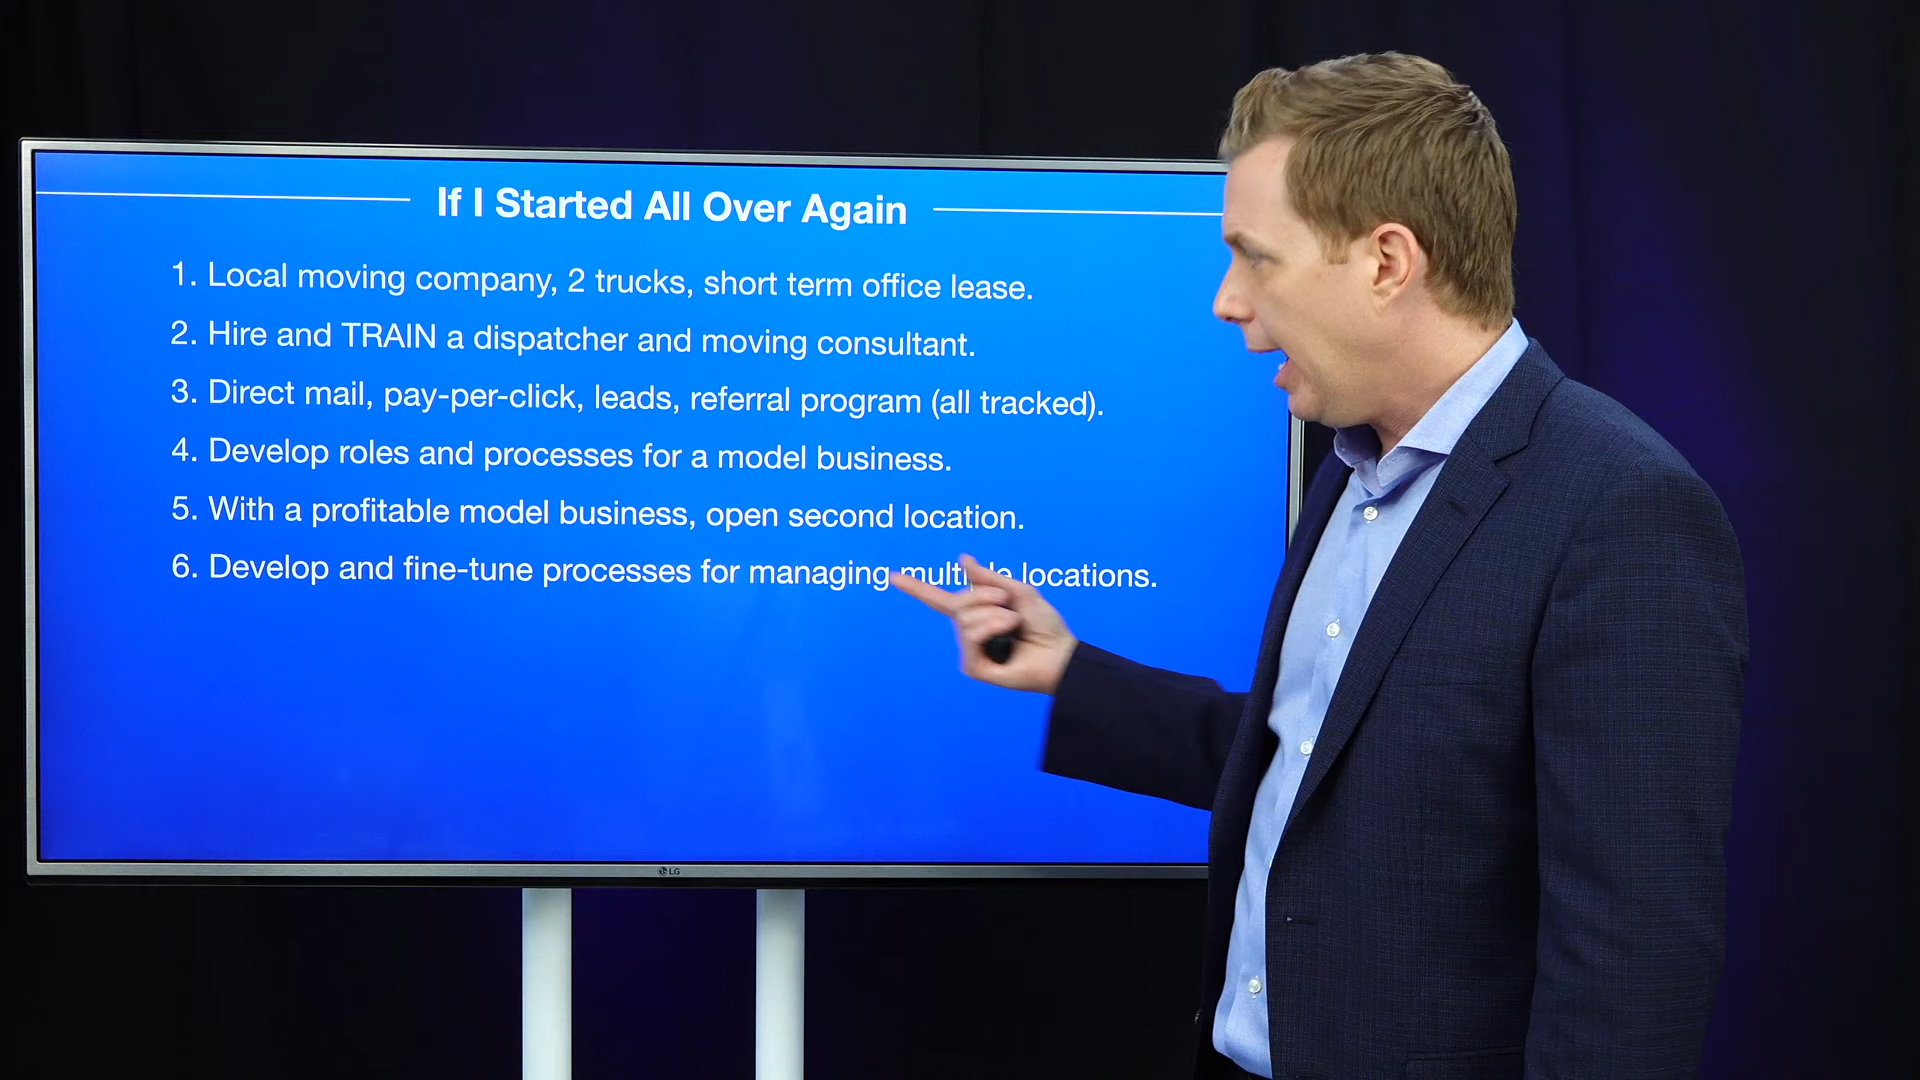 If I Started All Over Again
1. Local moving company, 2 trucks, short term office lease.
2. Hire and TRAIN a dispatcher and moving consultant.
3. Direct mail, pay-per-click, leads, referral program (all tracked).
4. Develop roles and processes for a model business.
5. With a profitable model business, open second location.
6. Develop and fine-tune processes for managing multiple locations.
LG